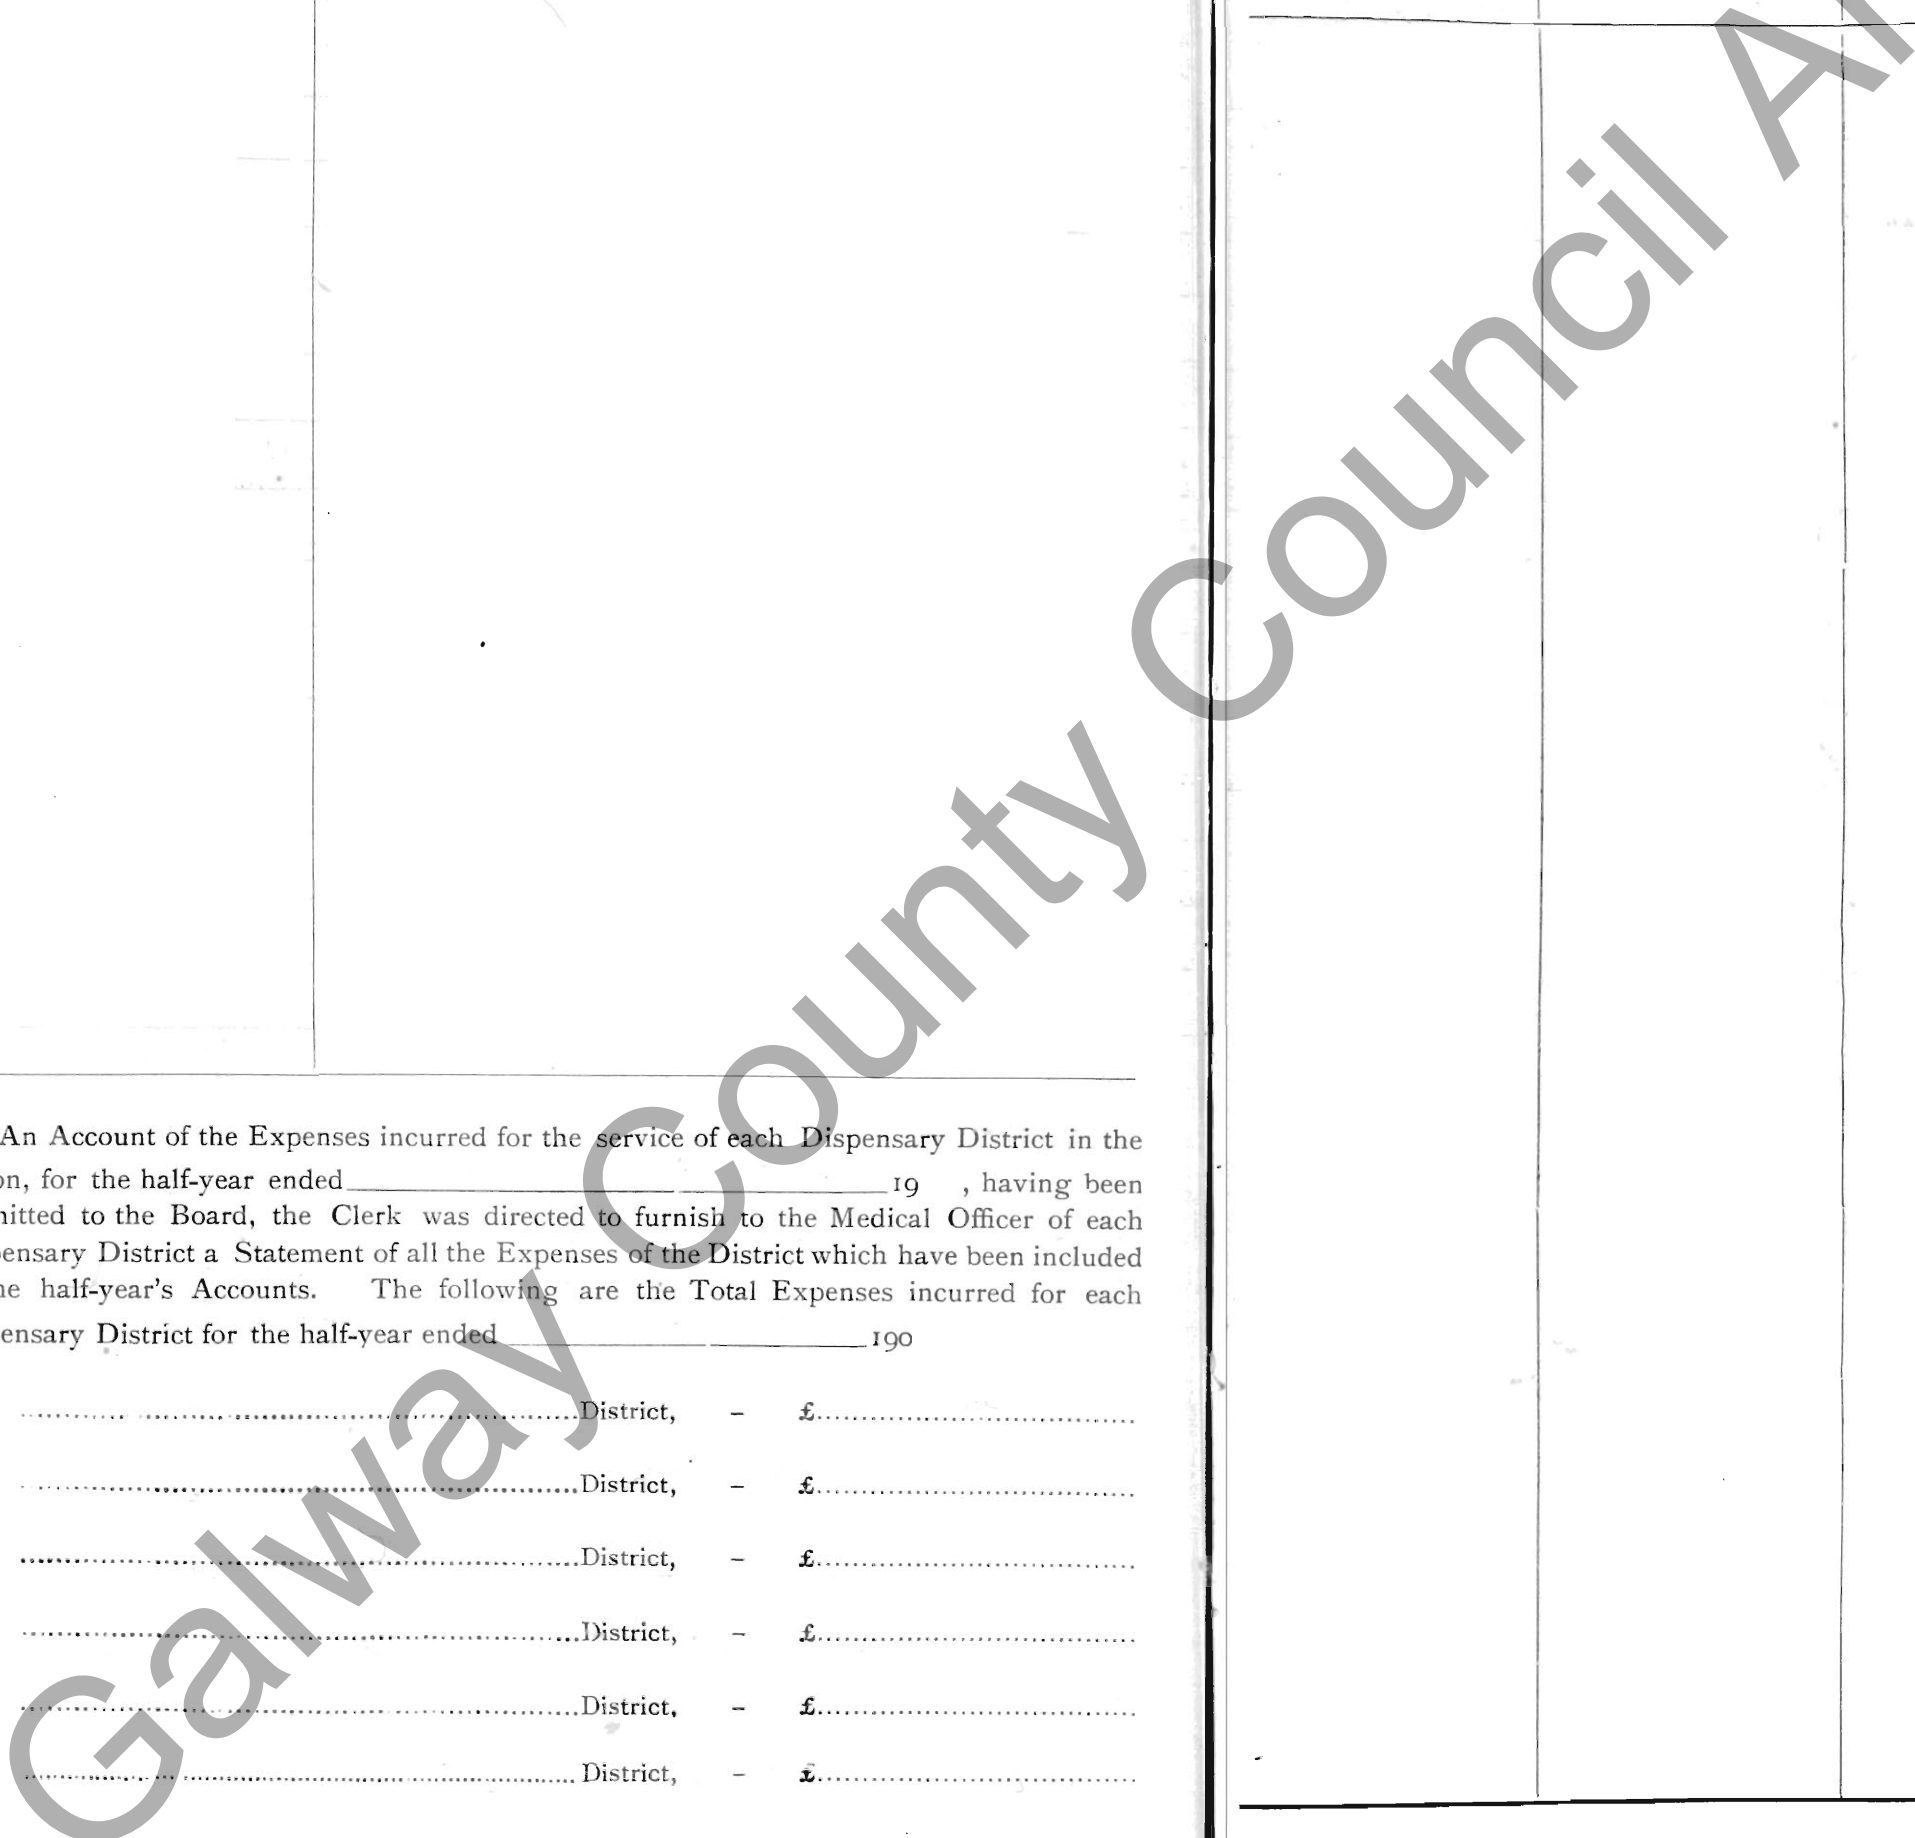 An Account of the Expenses incurred for the service of each Dispensary District in the
on, for the half-year ended 19 , having been
itted to the Board, the Clerk was directed to furnish to the Medical Officer of each
ensary District a Statement of all the Expenses of the District which have been included
e half-year's Accounts. The following are the Total Expenses incurred for each
ensary District for the half-year ended 190
District, - £
District, - £
District, - £
District, - £
District, - £
District, - £
Galway County Council A